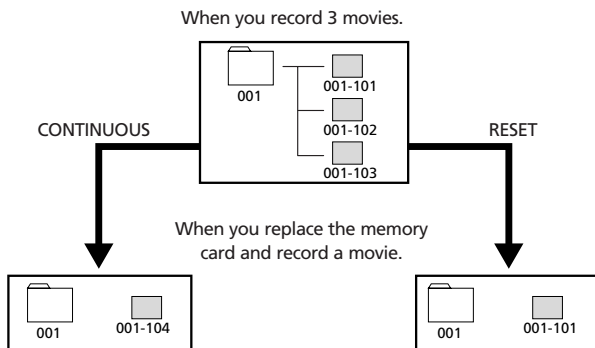 When you record 3 movies.
001
001-101
001-102
001-103
CONTINUOUS
RESET
When you replace the memory
card and record a movie.
001
001-104
001
001-101